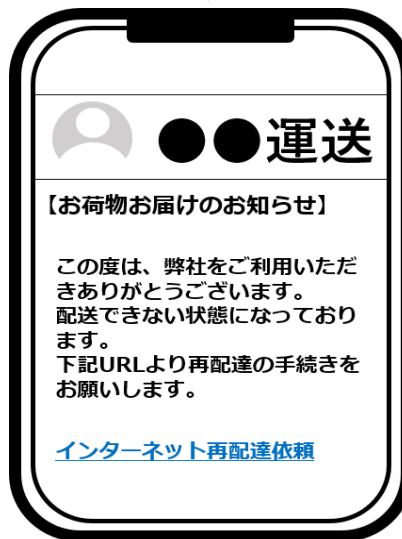 ●●運送
【お荷物お届けのお知らせ】
この度は、弊社をご利用いただ
きありがとうございます。
配送できない状態になっており
ます。
下記URLより再配達の手続きを
お願いします。
インターネット再配達依頼